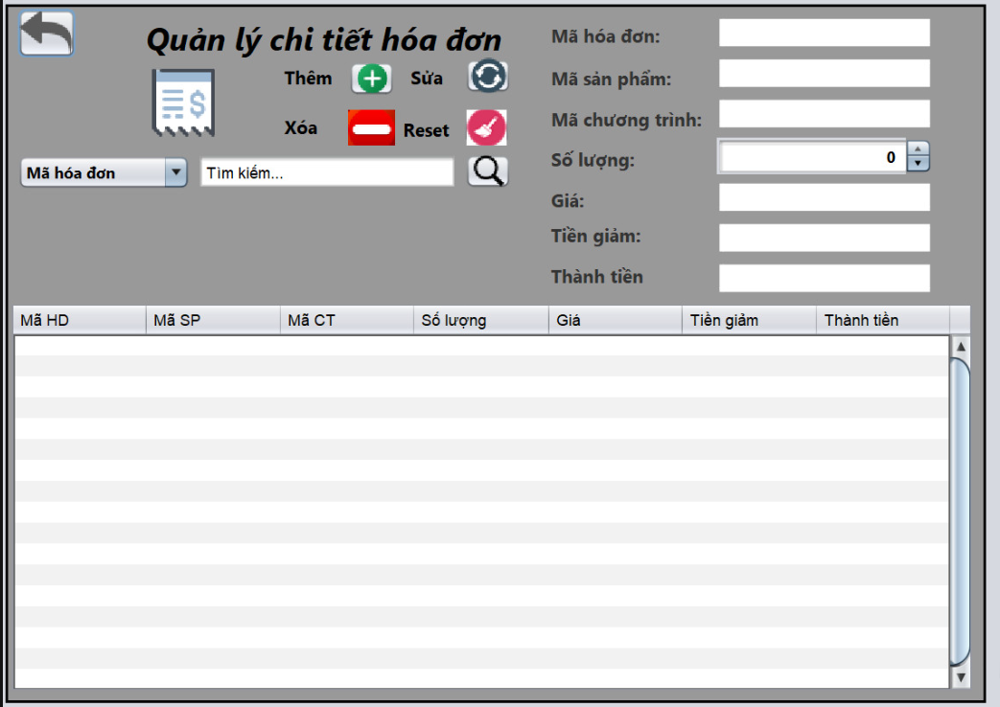 Quản lý chi tiết hóa đơn
Thêm
Sửa
Xóa
Reset
Mã hóa đơn
Tìm kiếm...
Mã hóa đơn:
Mã sản phẩm:
Mã chương trình:
Số lượng:
0
Giá:
Tiền giảm:
Thành tiền
Mã HD Mã SP Mã CT Số lượng Giá Tiền giảm Thành tiền